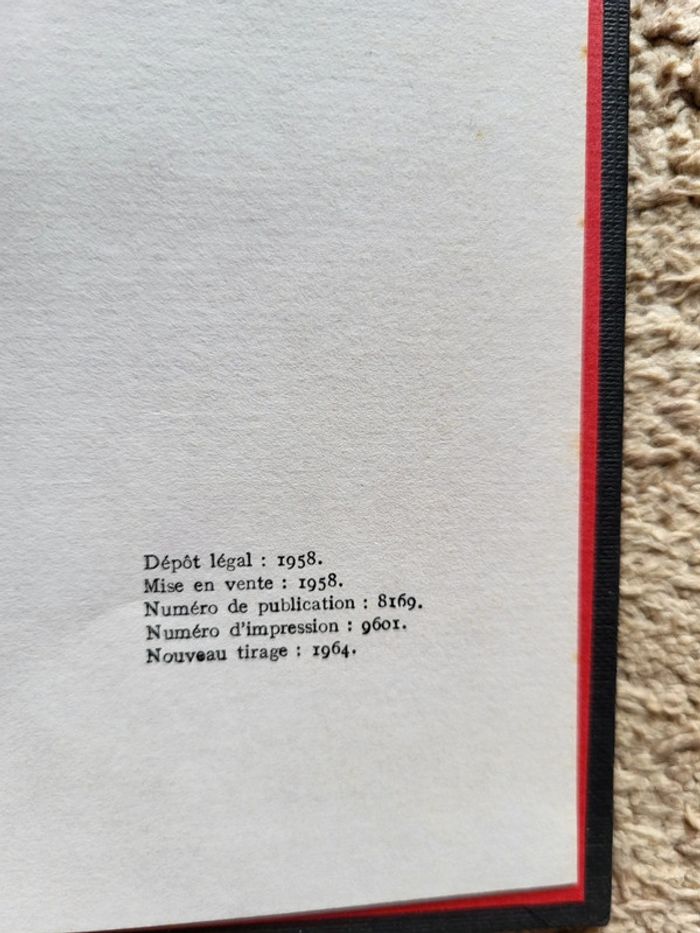 Dépôt légal : 1958.
Mise en vente : 1958.
Numéro de publication : 8169.
Numéro d'impression : 9601.
Nouveau tirage : 1964.